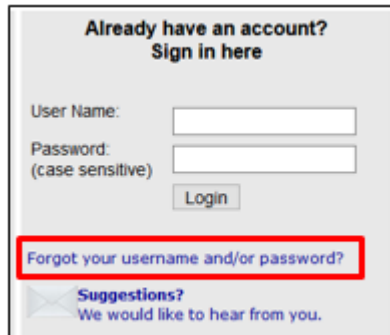 Already have an account?
Sign in here
User Name:
Password:
(case sensitive)
Login
Forgot your username and/or password?
Suggestions?
We would like to hear from you.